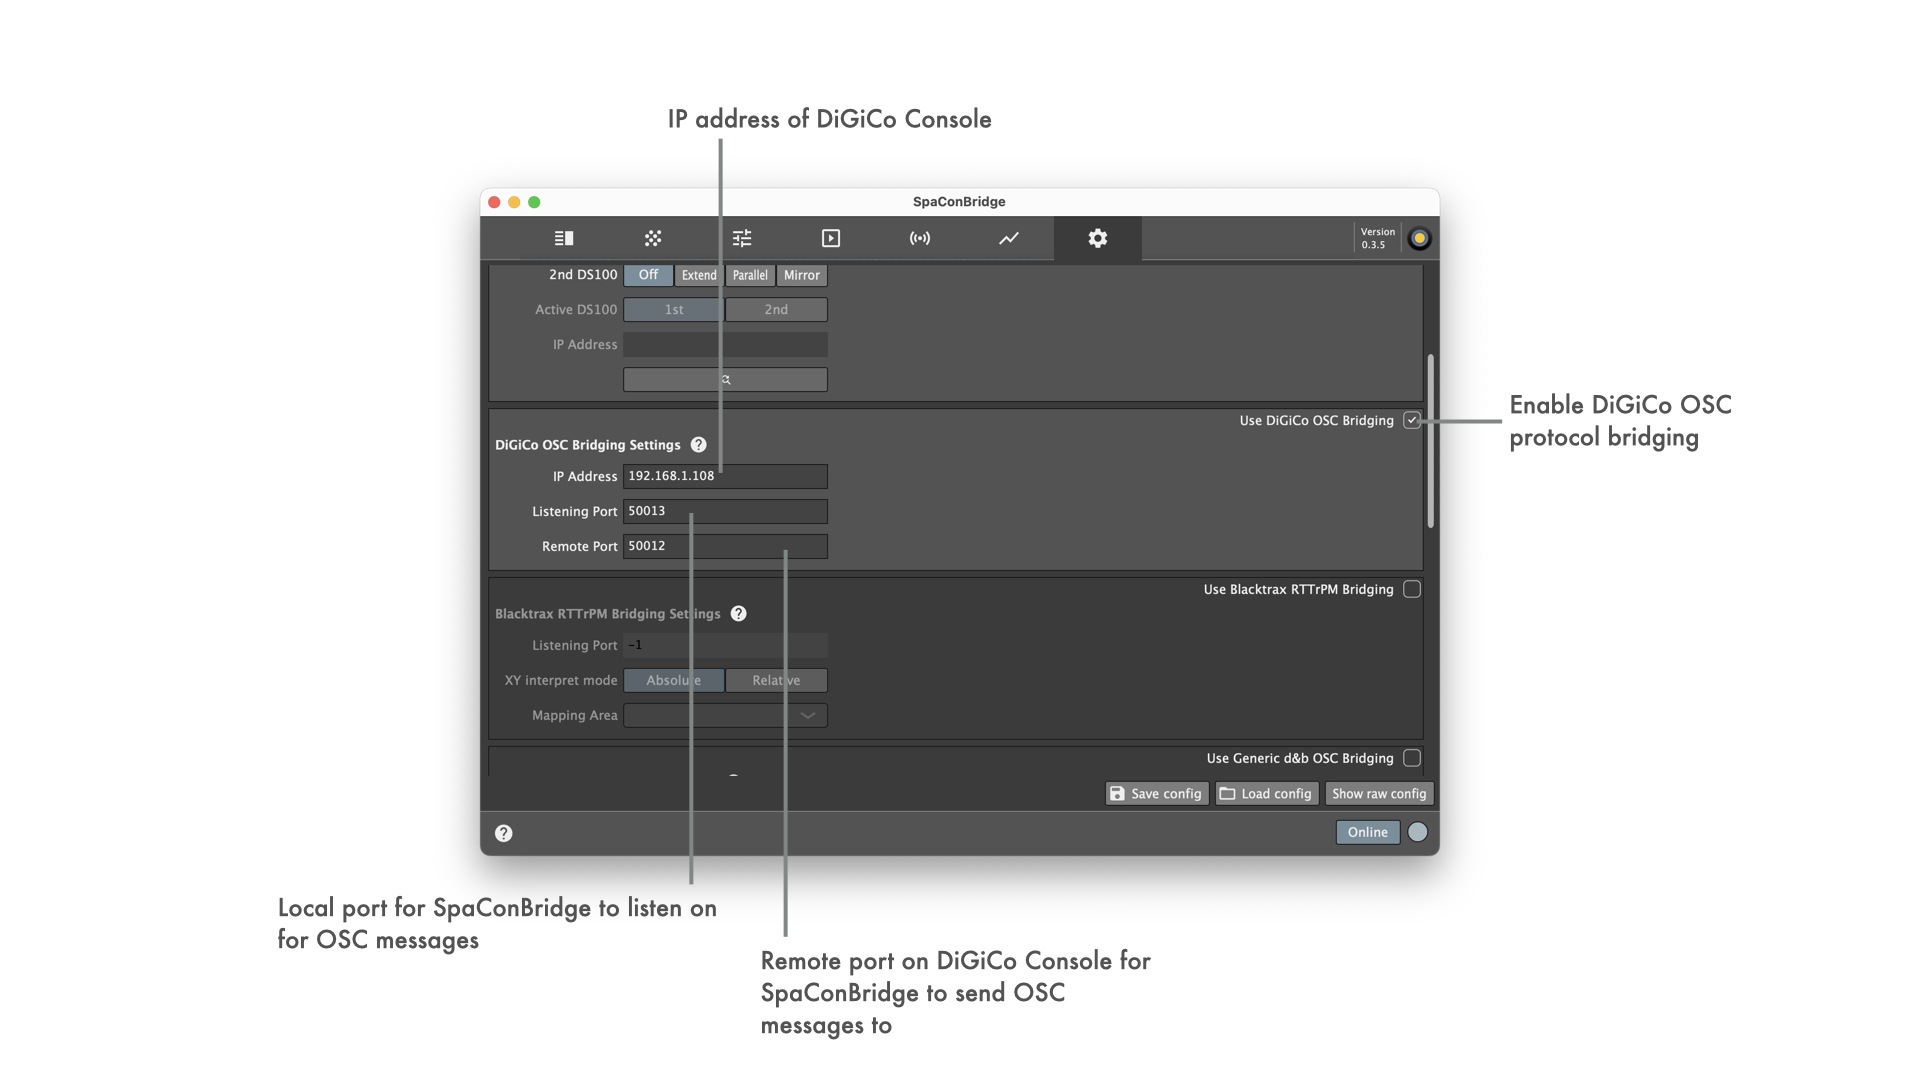 IP address of DiGiCo Console
SpaConBridge
Version
0.3.5
2nd DS100 Off Extend Parallel Mirror
Active DS100 1st 2nd
IP Address
Use DiGiCo OSC Bridging
Enable DiGiCo OSC
protocol bridging
DiGiCo OSC Bridging Settings ?
IP Address 192.168.1.108
Listening Port 50013
Remote Port 50012
Use Blacktrax RTTrPM Bridging
Blacktrax RTTrPM Bridging Settings ?
Listening Port -1
XY interpret mode Absolute Relative
Mapping Area
Use Generic d&b OSC Bridging
Save config Load config Show raw config
? Online
Local port for SpaConBridge to listen on
for OSC messages
Remote port on DiGiCo Console for
SpaConBridge to send OSC
messages to